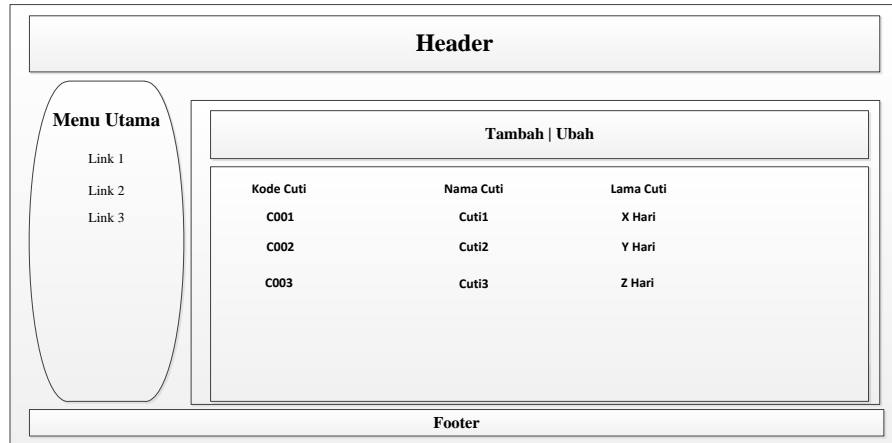 Header
Menu Utama
Link 1
Link 2
Link 3
Tambah | Ubah
Kode Cuti Nama Cuti Lama Cuti
C001 Cuti1 X Hari
C002 Cuti2 Y Hari
C003 Cuti3 Z Hari
Footer